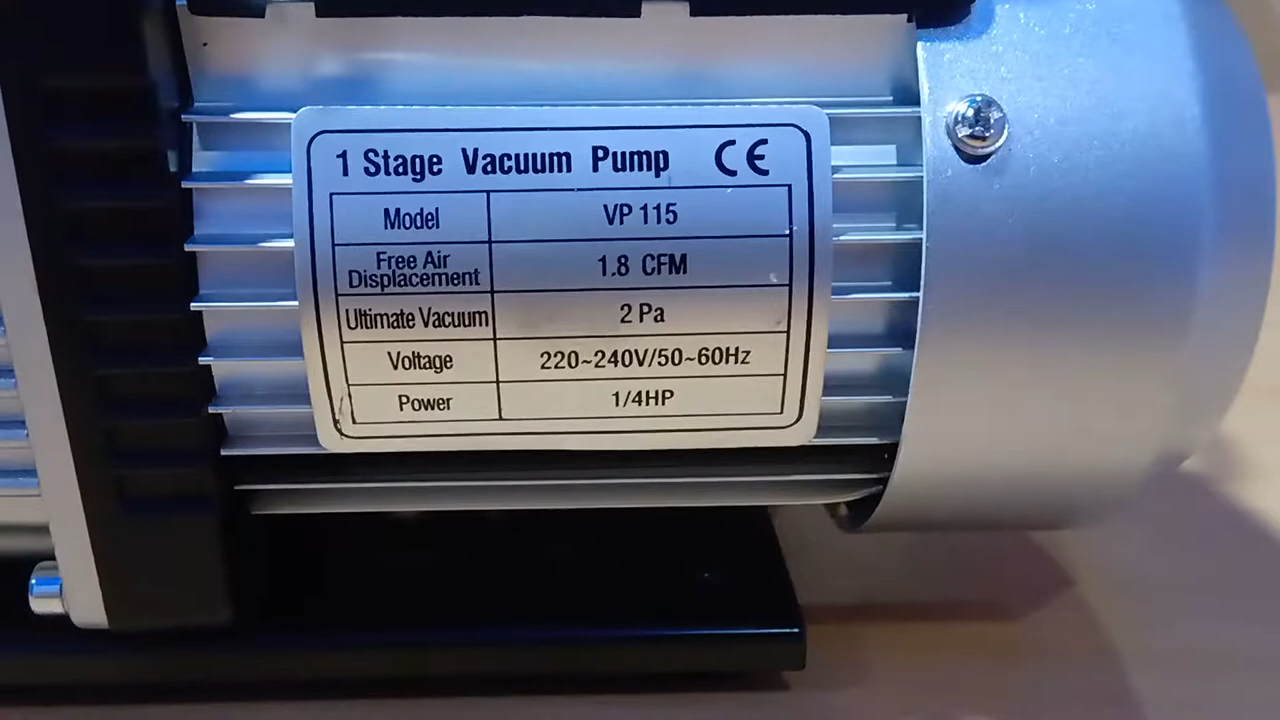 1 Stage Vacuum Pump CE
Model VP 115
Free Air Displacement 1.8 CFM
Ultimate Vacuum 2 Pa
Voltage 220~240V/50~60Hz
Power 1/4HP